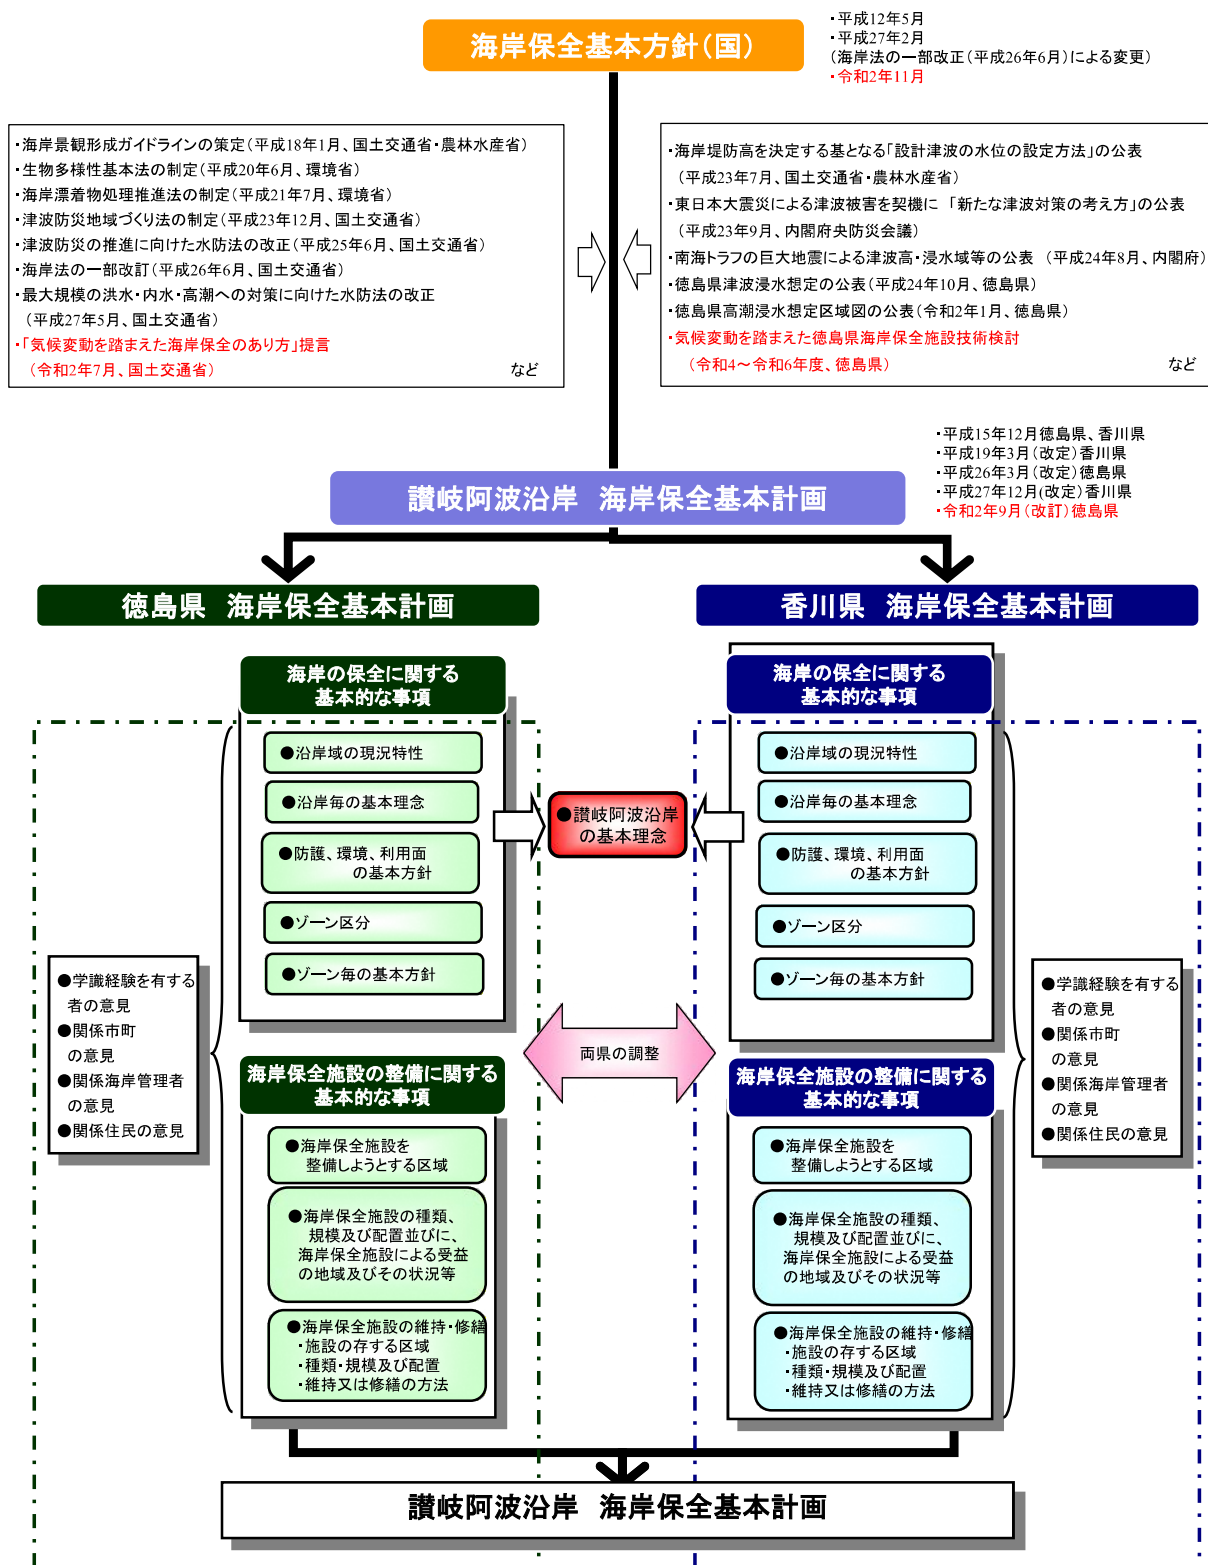 海岸保全基本方針(国)
・平成12年5月
・平成27年2月
(海岸法の一部改正(平成26年6月)による変更)
・令和2年11月
・海岸景観形成ガイドラインの策定(平成18年1月、国土交通省・農林水産省)
・生物多様性基本法の制定(平成20年6月、環境省)
・海岸漂着物処理推進法の制定(平成21年7月、環境省)
・津波防災地域づくり法の制定(平成23年12月、国土交通省)
・津波防災の推進に向けた水防法の改正(平成25年6月、国土交通省)
・海岸法の一部改訂(平成26年6月、国土交通省)
・最大規模の洪水・内水・高潮への対策に向けた水防法の改正
(平成27年5月、国土交通省)
・「気候変動を踏まえた海岸保全のあり方」提言
(令和2年7月、国土交通省)
など
・海岸堤防高を決定する基となる「設計津波の水位の設定方法」の公表
(平成23年7月、国土交通省・農林水産省)
・東日本大震災による津波被害を契機に 「新たな津波対策の考え方」の公表
(平成23年9月、内閣府央防災会議)
・南海トラフの巨大地震による津波高・浸水域等の公表 (平成24年8月、内閣府)
・徳島県津波浸水想定の公表(平成24年10月、徳島県)
・徳島県高潮浸水想定区域図の公表(令和2年1月、徳島県)
・気候変動を踏まえた徳島県海岸保全施設技術検討
(令和4～令和6年度、徳島県)
など
・平成15年12月徳島県、香川県
・平成19年3月(改定)香川県
・平成26年3月(改定)徳島県
・平成27年12月(改定)香川県
・令和2年9月(改訂)徳島県
讃岐阿波沿岸 海岸保全基本計画
徳島県 海岸保全基本計画
香川県 海岸保全基本計画
海岸の保全に関する
基本的な事項
●沿岸域の現況特性
●沿岸毎の基本理念
●防護、環境、利用面
の基本方針
●ゾーン区分
●ゾーン毎の基本方針
海岸の保全に関する
基本的な事項
●沿岸域の現況特性
●沿岸毎の基本理念
●防護、環境、利用面
の基本方針
●ゾーン区分
●ゾーン毎の基本方針
●讃岐阿波沿岸
の基本理念
●学識経験を有する
者の意見
●関係市町
の意見
●関係海岸管理者
の意見
●関係住民の意見
両県の調整
●学識経験を有する
者の意見
●関係市町
の意見
●関係海岸管理者
の意見
●関係住民の意見
海岸保全施設の整備に関する
基本的な事項
●海岸保全施設を
整備しようとする区域
●海岸保全施設の種類、
規模及び配置並びに、
海岸保全施設による受益
の地域及びその状況等
●海岸保全施設の維持・修繕
・施設の存する区域
・種類・規模及び配置
・維持又は修繕の方法
海岸保全施設の整備に関する
基本的な事項
●海岸保全施設を
整備しようとする区域
●海岸保全施設の種類、
規模及び配置並びに、
海岸保全施設による受益
の地域及びその状況等
●海岸保全施設の維持・修繕
・施設の存する区域
・種類・規模及び配置
・維持又は修繕の方法
讃岐阿波沿岸 海岸保全基本計画